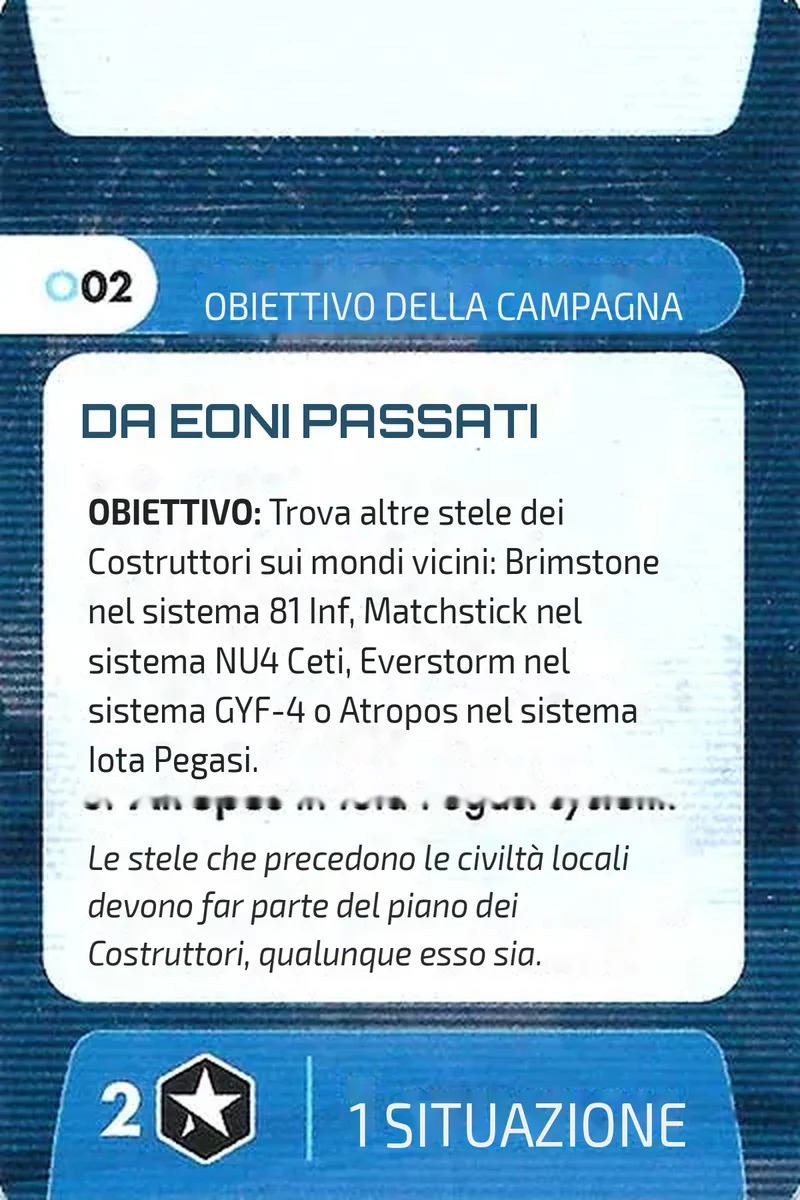 02
OBIETTIVO DELLA CAMPAGNA
DA EONI PASSATI
OBIETTIVO: Trova altre stele dei
Costruttori sui mondi vicini: Brimstone
nel sistema 81 Inf, Matchstick nel
sistema NU4 Ceti, Everstorm nel
sistema GYF-4 o Atropos nel sistema
Iota Pegasi.
Le stele che precedono le civiltà locali
devono far parte del piano dei
Costruttori, qualunque esso sia.
2
1 SITUAZIONE